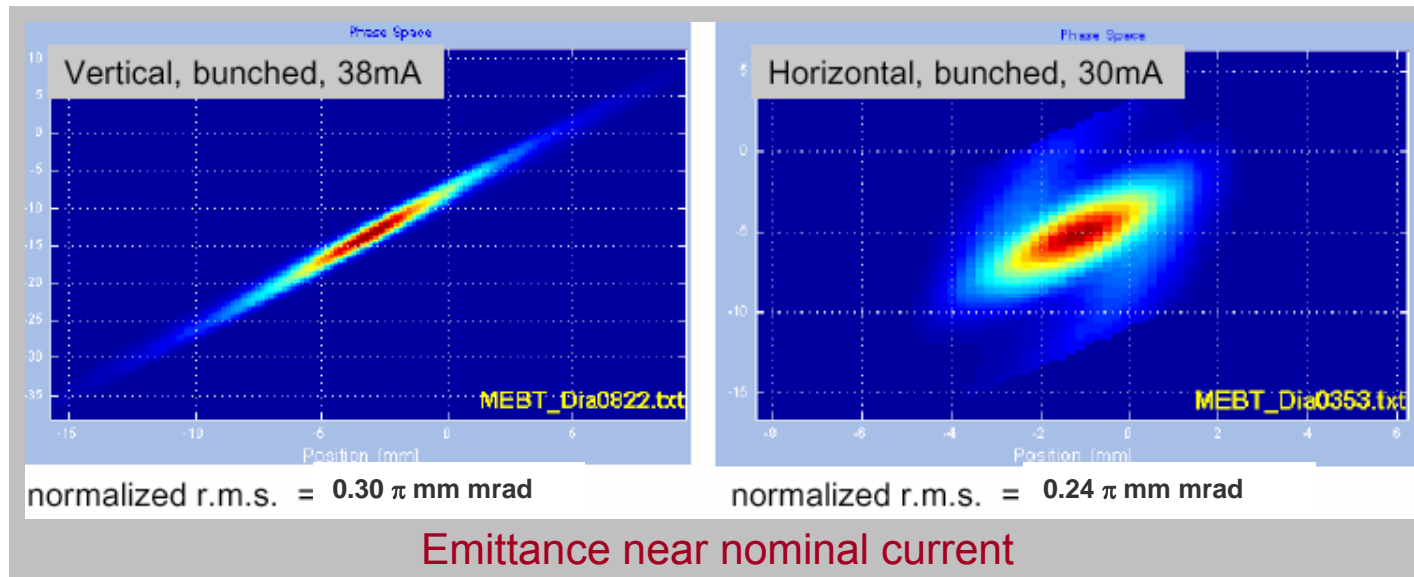 Phase Space
Vertical, bunched, 38mA
10
5
0
-5
-10
-15
-20
-25
-30
-35
MEBT_Dia0822.txt
-15
-10
-5
0
5
Position [mm]
normalized r.m.s. = 0.30 π mm mrad
Phase Space
Horizontal, bunched, 30mA
5
0
-5
-10
-15
MEBT_Dia0353.txt
-8
-6
-4
-2
0
2
4
6
Position [mm]
normalized r.m.s. = 0.24 π mm mrad
Emittance near nominal current